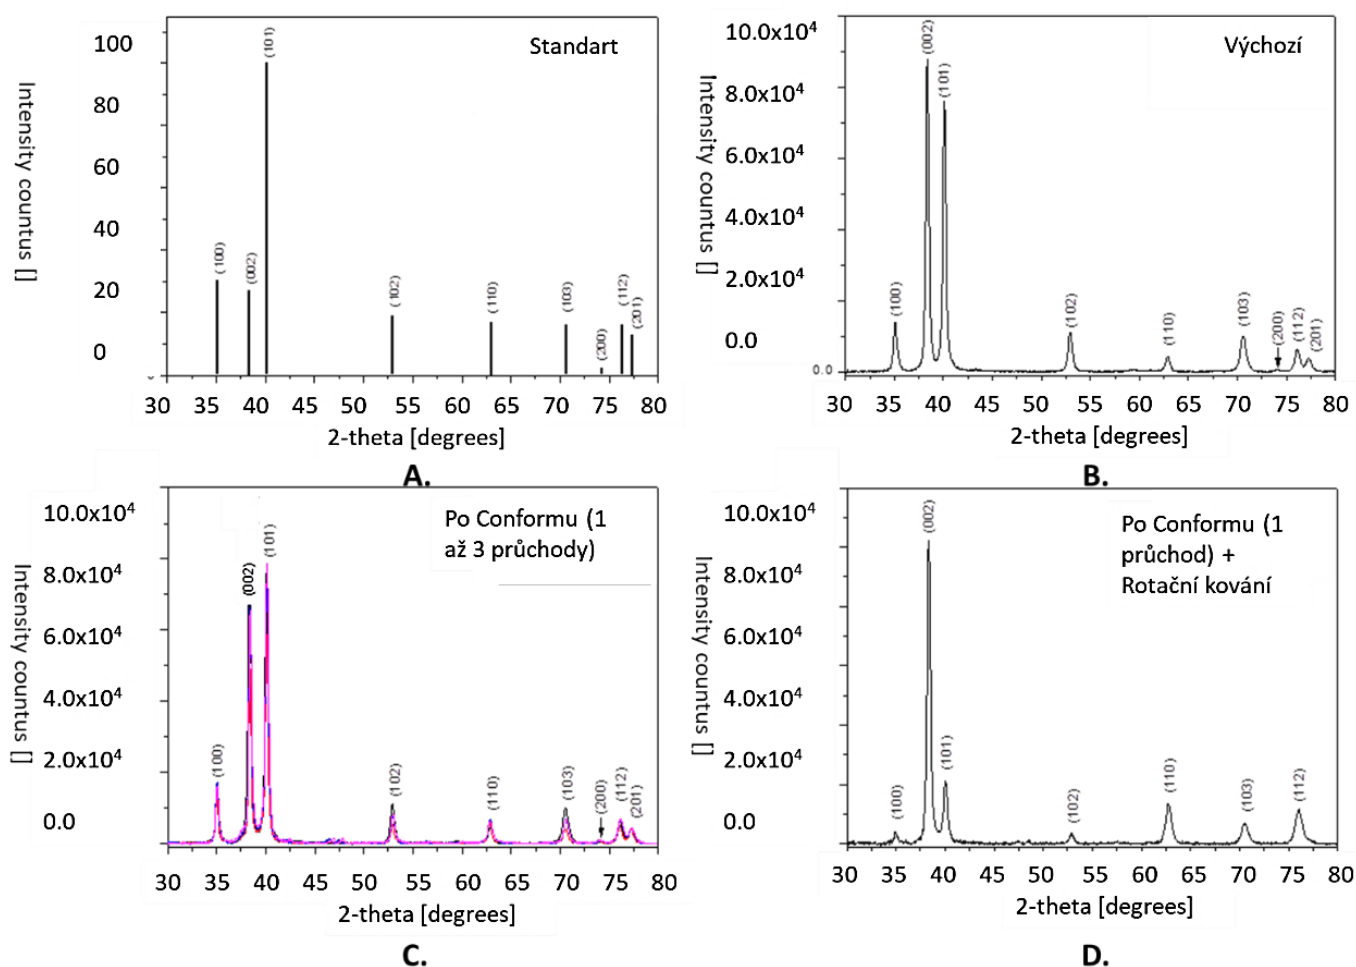 Standart
Intensity countus []
100
80
60
40
20
0
(100)
(002)
(101)
(102)
(110)
(103)
(200)
(112)
(201)
30 35 40 45 50 55 60 65 70 75 80
2-theta [degrees]
A.
Výchozí
Intensity countus []
10.0x10⁴
8.0x10⁴
6.0x10⁴
4.0x10⁴
2.0x10⁴
0.0
0.0
(100)
(002)
(101)
(102)
(110)
(103)
(200)
(112)
(201)
30 35 40 45 50 55 60 65 70 75 80
2-theta [degrees]
B.
Po Conformu (1
až 3 průchody)
Intensity countus []
10.0x10⁴
8.0x10⁴
6.0x10⁴
4.0x10⁴
2.0x10⁴
0.0
(100)
(002)
(101)
(102)
(110)
(103)
(200)
(112)
(201)
30 35 40 45 50 55 60 65 70 75 80
2-theta [degrees]
C.
Po Conformu (1
průchod) +
Rotační kování
Intensity countus []
10.0x10⁴
8.0x10⁴
6.0x10⁴
4.0x10⁴
2.0x10⁴
0.0
(100)
(002)
(101)
(102)
(110)
(103)
(112)
30 35 40 45 50 55 60 65 70 75 80
2-theta [degrees]
D.